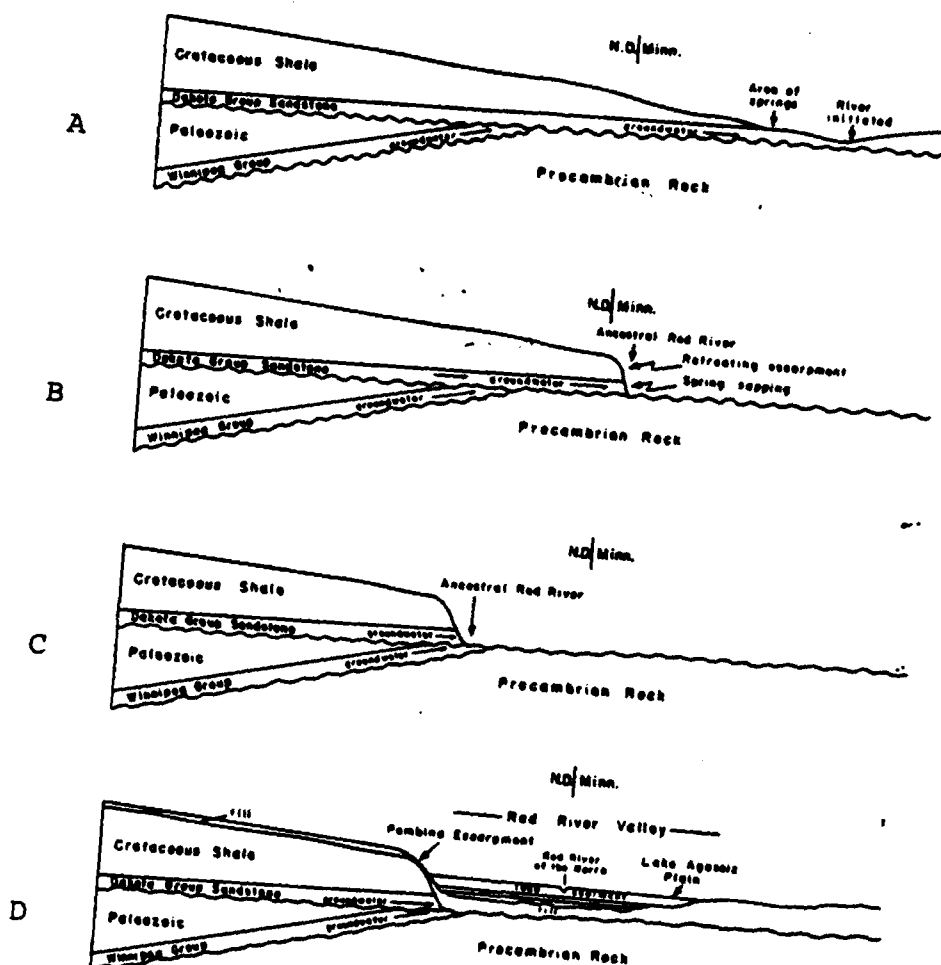 N.D. Minn.
Cretaceous Shale
Area of
springs
River
initiated
Dakota Group Sandstone
A
Paleozoic
groundwater
groundwater
Winnipeg Group
Precambrian Rock
N.D. Minn.
Cretaceous Shale
Ancestral Red River
Retreating escarpment
Dakota Group Sandstone
groundwater
Spring sapping
B
Paleozoic
groundwater
Winnipeg Group
Precambrian Rock
N.D. Minn.
Cretaceous Shale
Ancestral Red River
Dakota Group Sandstone
groundwater
C
Paleozoic
groundwater
Winnipeg Group
Precambrian Rock
N.D. Minn.
Red River Valley
Pembina Escarpment
Cretaceous Shale
Red River
of the North
Lake Agassiz
Plain
Dakota Group Sandstone
groundwater
D
Paleozoic
groundwater
Winnipeg Group
Precambrian Rock